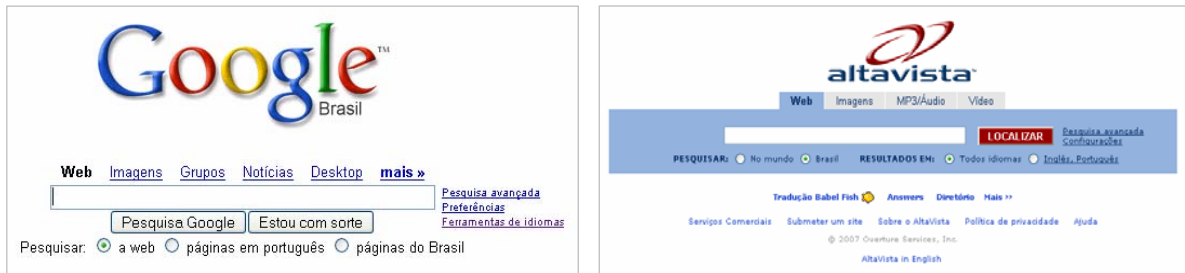 Google™
Brasil
Web Imagens Grupos Notícias Desktop mais »
Pesquisa avançada
Preferências
Ferramentas de idiomas
Pesquisa Google Estou com sorte
Pesquisar: a web páginas em português páginas do Brasil
altavista™
Web Imagens MP3/Áudio Vídeo
LOCALIZAR
Pesquisa avançada
Configurações
PESQUISAR: No mundo Brasil RESULTADOS EM: Todos idiomas Inglês, Português
Tradução Babel Fish Answers Diretório Mais »
Serviços Comerciais Submeter um site Sobre o AltaVista Política de privacidade Ajuda
© 2007 Overture Services, Inc.
AltaVista in English